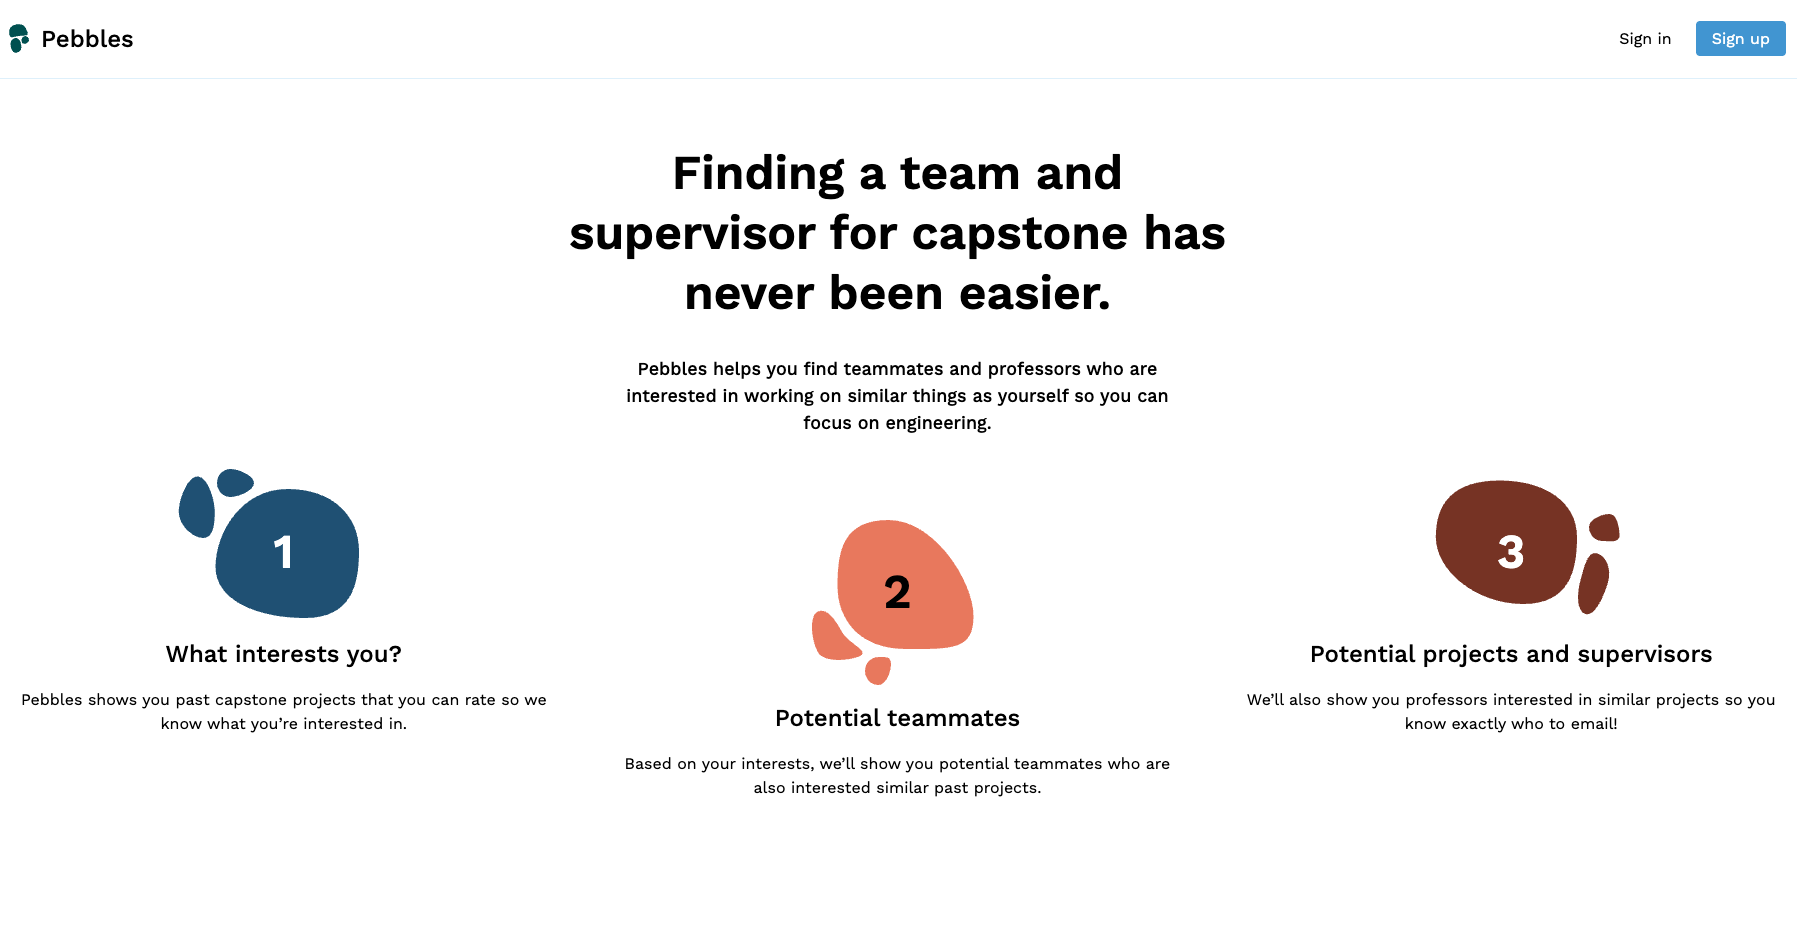 Pebbles
Sign in
Sign up
Finding a team and
supervisor for capstone has
never been easier.
Pebbles helps you find teammates and professors who are
interested in working on similar things as yourself so you can
focus on engineering.
1
What interests you?
Pebbles shows you past capstone projects that you can rate so we
know what you’re interested in.
2
Potential teammates
Based on your interests, we’ll show you potential teammates who are
also interested similar past projects.
3
Potential projects and supervisors
We’ll also show you professors interested in similar projects so you
know exactly who to email!